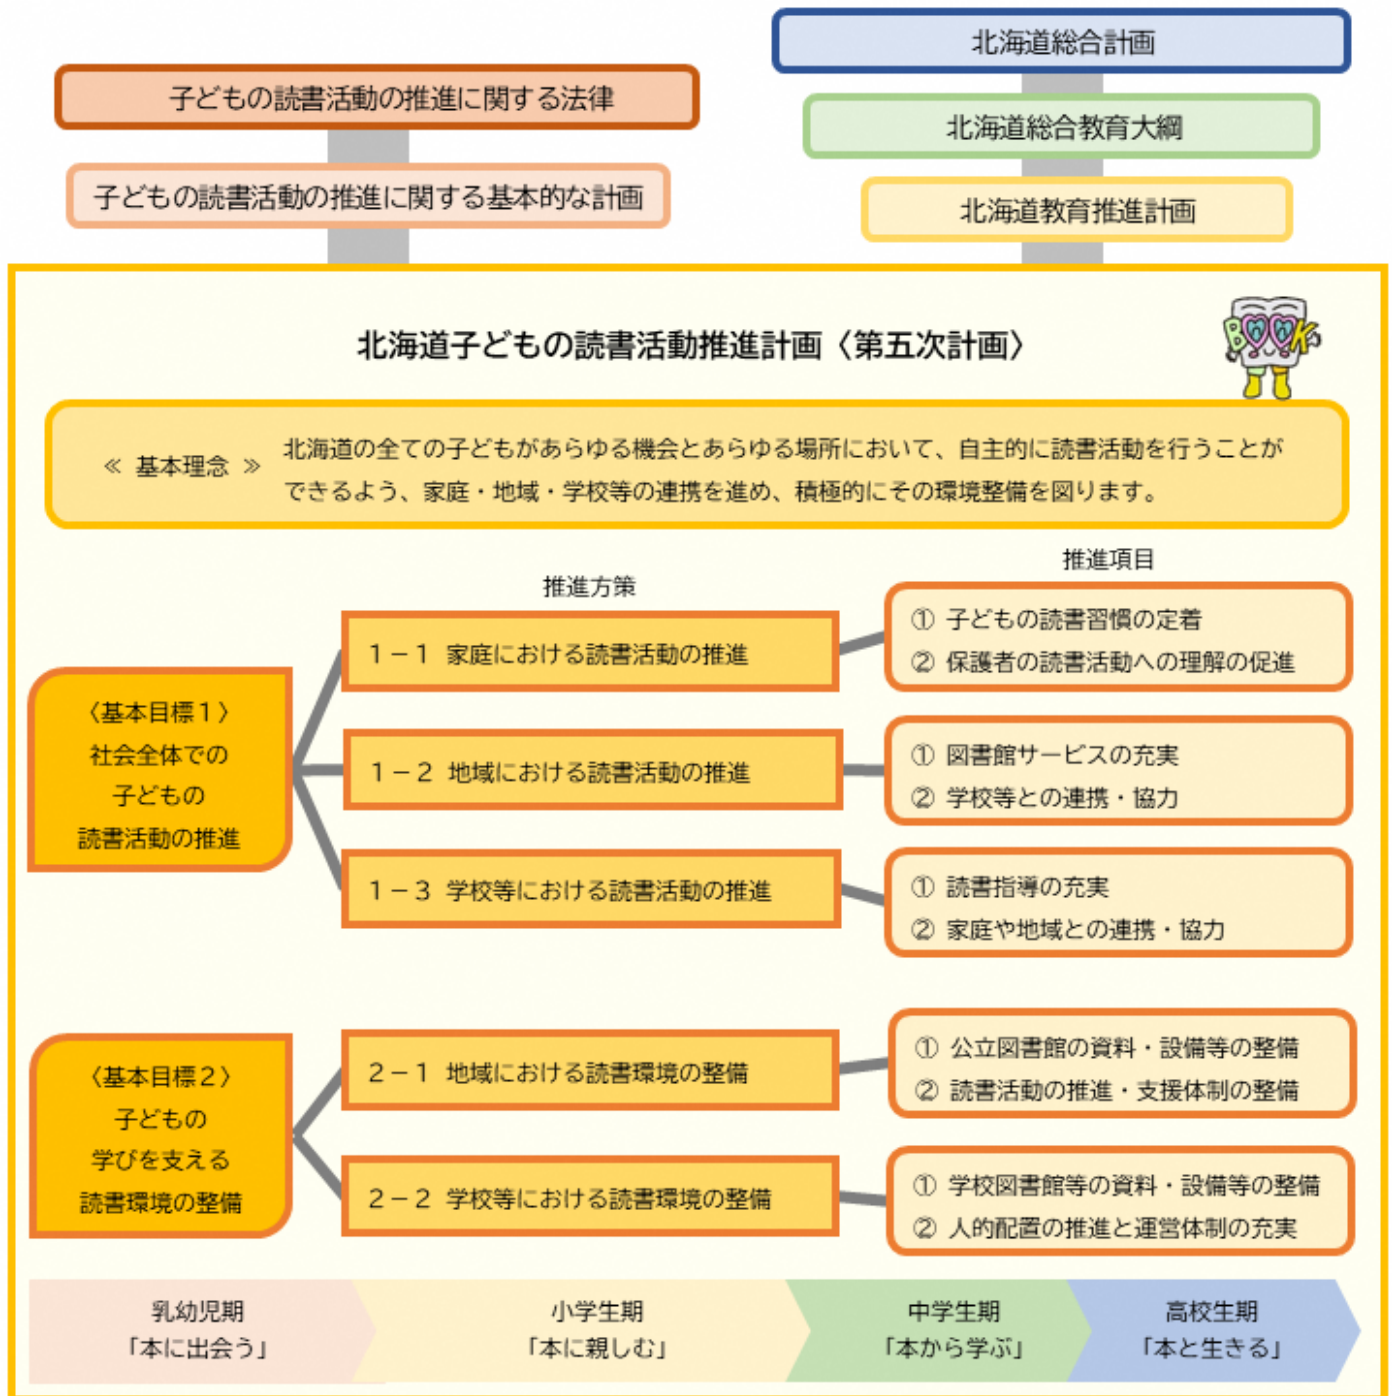 北海道総合計画
子どもの読書活動の推進に関する法律
北海道総合教育大綱
子どもの読書活動の推進に関する基本的な計画
北海道教育推進計画
北海道子どもの読書活動推進計画〈第五次計画〉
BOOK
≪ 基本理念 ≫
北海道の全ての子どもがあらゆる機会とあらゆる場所において、自主的に読書活動を行うことが
できるよう、家庭・地域・学校等の連携を進め、積極的にその環境整備を図ります。
推進方策
推進項目
〈基本目標１〉
社会全体での
子どもの
読書活動の推進
１－１ 家庭における読書活動の推進
① 子どもの読書習慣の定着
② 保護者の読書活動への理解の促進
１－２ 地域における読書活動の推進
① 図書館サービスの充実
② 学校等との連携・協力
１－３ 学校等における読書活動の推進
① 読書指導の充実
② 家庭や地域との連携・協力
〈基本目標２〉
子どもの
学びを支える
読書環境の整備
２－１ 地域における読書環境の整備
① 公立図書館の資料・設備等の整備
② 読書活動の推進・支援体制の整備
２－２ 学校等における読書環境の整備
① 学校図書館等の資料・設備等の整備
② 人的配置の推進と運営体制の充実
乳幼児期
「本に出会う」
小学生期
「本に親しむ」
中学生期
「本から学ぶ」
高校生期
「本と生きる」